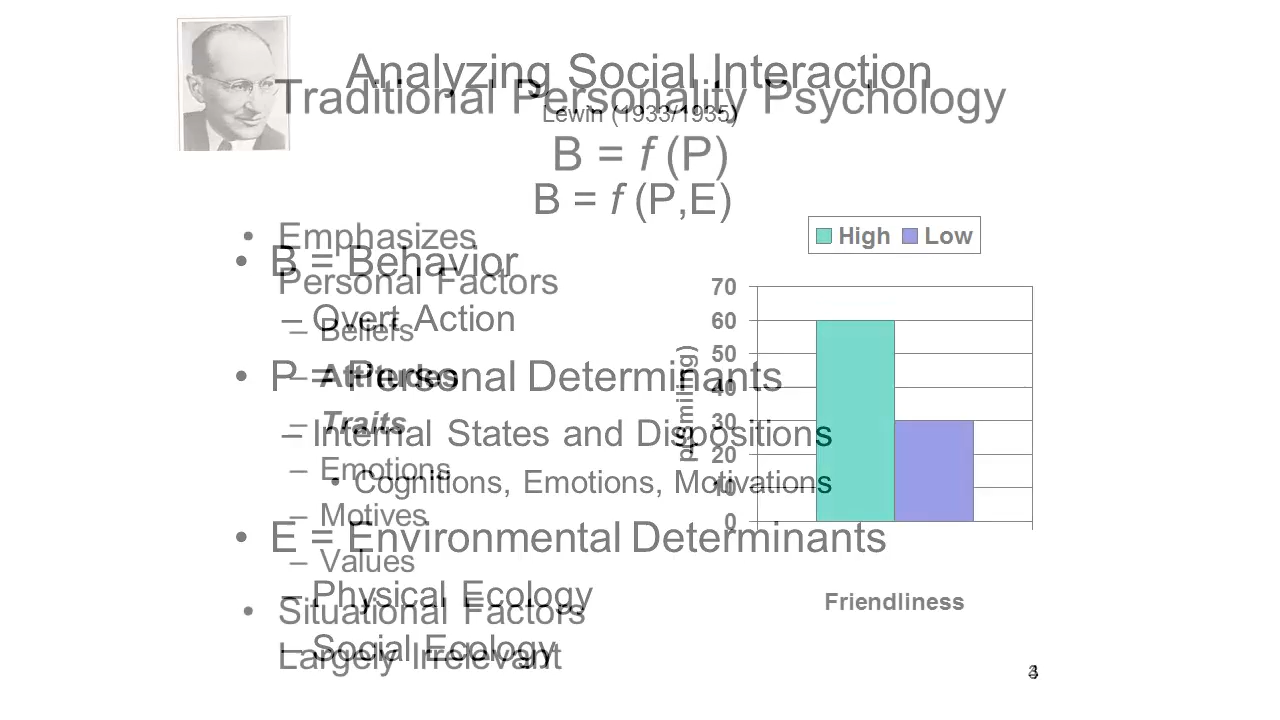 Analyzing Social Interaction
Lewin (1933/1935)
B = f (P,E)
• B = Behavior
– Overt Action
• P = Personal Determinants
– Internal States and Dispositions
• Cognitions, Emotions, Motivations
• E = Environmental Determinants
– Physical Ecology
– Social Ecology
Traditional Personality Psychology
B = f (P)
• Emphasizes
Personal Factors
– Beliefs
– Attitudes
– Traits
– Emotions
– Motives
– Values
• Situational Factors
Largely Irrelevant
High Low
70
60
50
40
30
20
10
0
p(Smiling)
Friendliness